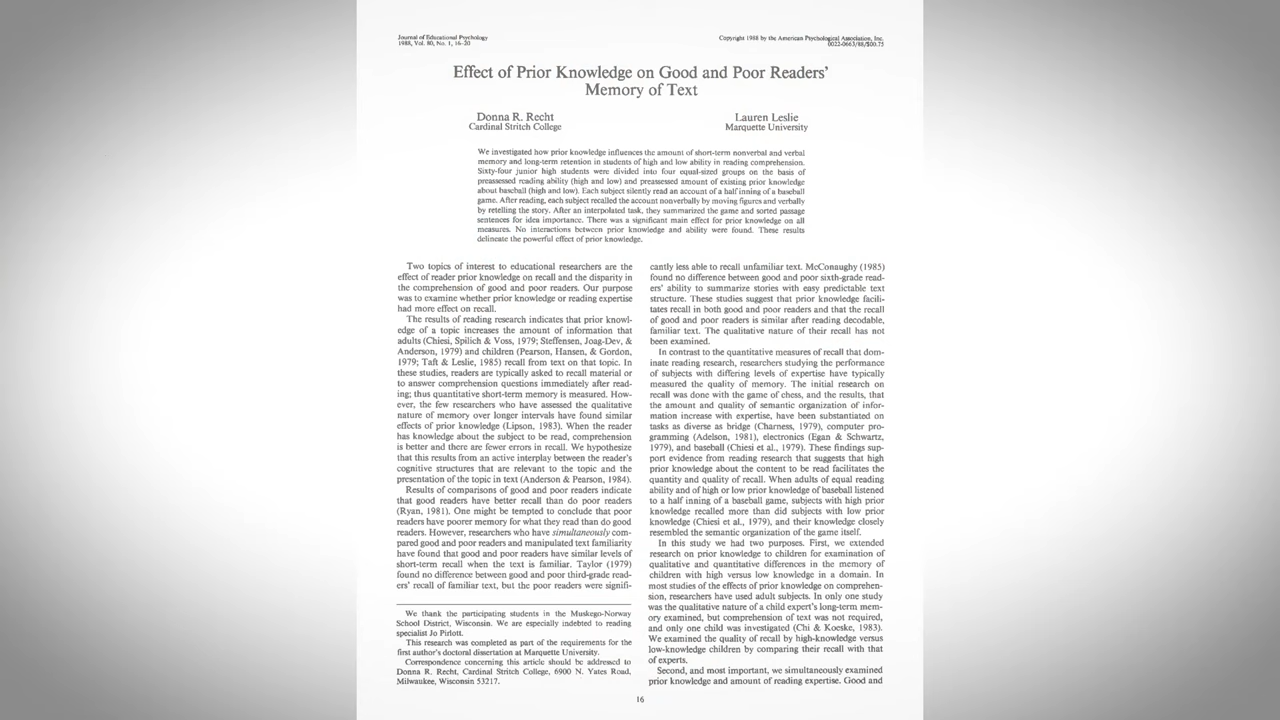 Journal of Educational Psychology
1988, Vol. 80, No. 1, 16-20
Copyright 1988 by the American Psychological Association, Inc.
0022-0663/88/$00.75
Effect of Prior Knowledge on Good and Poor Readers'
Memory of Text
Donna R. Recht
Cardinal Stritch College
Lauren Leslie
Marquette University
We investigated how prior knowledge influences the amount of short-term nonverbal and verbal
memory and long-term retention in students of high and low ability in reading comprehension.
Sixty-four junior high students were divided into four equal-sized groups on the basis of
preassessed reading ability (high and low) and preassessed amount of existing prior knowledge
about baseball (high and low). Each subject silently read an account of a half inning of a baseball
game. After reading, each subject recalled the account nonverbally by moving figures and verbally
by retelling the story. After an interpolated task, they summarized the game and sorted passage
sentences for idea importance. There was a significant main effect for prior knowledge on all
measures. No interactions between prior knowledge and ability were found. These results
delineate the powerful effect of prior knowledge.
Two topics of interest to educational researchers are the
effect of reader prior knowledge on recall and the disparity in
the comprehension of good and poor readers. Our purpose
was to examine whether prior knowledge or reading expertise
had more effect on recall.
The results of reading research indicates that prior knowl-
edge of a topic increases the amount of information that
adults (Chiesi, Spilich & Voss, 1979; Steffensen, Joag-Dev, &
Anderson, 1979) and children (Pearson, Hansen, & Gordon,
1979; Taft & Leslie, 1985) recall from text on that topic. In
these studies, readers are typically asked to recall material or
to answer comprehension questions immediately after read-
ing; thus quantitative short-term memory is measured. How-
ever, the few researchers who have assessed the qualitative
nature of memory over longer intervals have found similar
effects of prior knowledge (Lipson, 1983). When the reader
has knowledge about the subject to be read, comprehension
is better and there are fewer errors in recall. We hypothesize
that this results from an active interplay between the reader's
cognitive structures that are relevant to the topic and the
presentation of the topic in text (Anderson & Pearson, 1984).
Results of comparisons of good and poor readers indicate
that good readers have better recall than do poor readers
(Ryan, 1981). One might be tempted to conclude that poor
readers have poorer memory for what they read than do good
readers. However, researchers who have simultaneously com-
pared good and poor readers and manipulated text familiarity
have found that good and poor readers have similar levels of
short-term recall when the text is familiar. Taylor (1979)
found no difference between good and poor third-grade read-
ers' recall of familiar text, but the poor readers were signifi-
We thank the participating students in the Muskego-Norway
School District, Wisconsin. We are especially indebted to reading
specialist Jo Pirlott.
This research was completed as part of the requirements for the
first author's doctoral dissertation at Marquette University.
Correspondence concerning this article should be addressed to
Donna R. Recht, Cardinal Stritch College, 6900 N. Yates Road,
Milwaukee, Wisconsin 53217.
cantly less able to recall unfamiliar text. McConaughy (1985)
found no difference between good and poor sixth-grade read-
ers' ability to summarize stories with easy predictable text
structure. These studies suggest that prior knowledge facili-
tates recall in both good and poor readers and that the recall
of good and poor readers is similar after reading decodable,
familiar text. The qualitative nature of their recall has not
been examined.
In contrast to the quantitative measures of recall that dom-
inate reading research, researchers studying the performance
of subjects with differing levels of expertise have typically
measured the quality of memory. The initial research on
recall was done with the game of chess, and the results, that
the amount and quality of semantic organization of infor-
mation increase with expertise, have been substantiated on
tasks as diverse as bridge (Charness, 1979), computer pro-
gramming (Adelson, 1981), electronics (Egan & Schwartz,
1979), and baseball (Chiesi et al., 1979). These findings sup-
port evidence from reading research that suggests that high
prior knowledge about the content to be read facilitates the
quantity and quality of recall. When adults of equal reading
ability and of high or low prior knowledge of baseball listened
to a half inning of a baseball game, subjects with high prior
knowledge recalled more than did subjects with low prior
knowledge (Chiesi et al., 1979), and their knowledge closely
resembled the semantic organization of the game itself.
In this study we had two purposes. First, we extended
research on prior knowledge to children for examination of
qualitative and quantitative differences in the memory of
children with high versus low knowledge in a domain. In
most studies of the effects of prior knowledge on comprehen-
sion, researchers have used adult subjects. In only one study
was the qualitative nature of a child expert's long-term mem-
ory examined, but comprehension of text was not required,
and only one child was investigated (Chi & Koeske, 1983).
We examined the quality of recall by high-knowledge versus
low-knowledge children by comparing their recall with that
of experts.
Second, and most important, we simultaneously examined
prior knowledge and amount of reading expertise. Good and
16